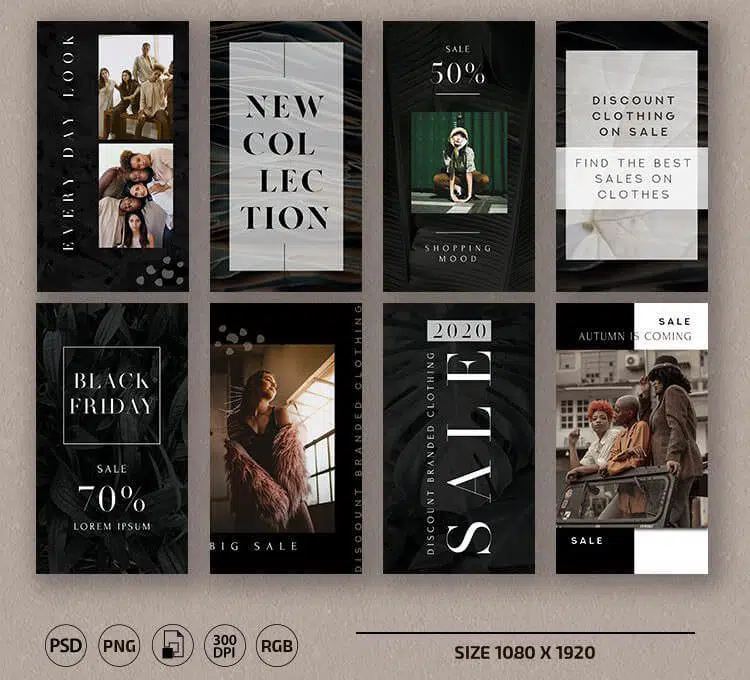 EVERY DAY LOOK
NEW
COL
LEC
TION
SALE
50%
SHOPPING
MOOD
DISCOUNT
CLOTHING
ON SALE
FIND THE BEST
SALES ON
CLOTHES
BLACK
FRIDAY
SALE
70%
LOREM IPSUM
DISCOUNT BRANDED CLOTHING
BIG SALE
2020
DISCOUNT BRANDED CLOTHING
SALE
SALE
AUTUMN IS COMING
SALE
PSD
PNG
300
DPI
RGB
SIZE 1080 X 1920